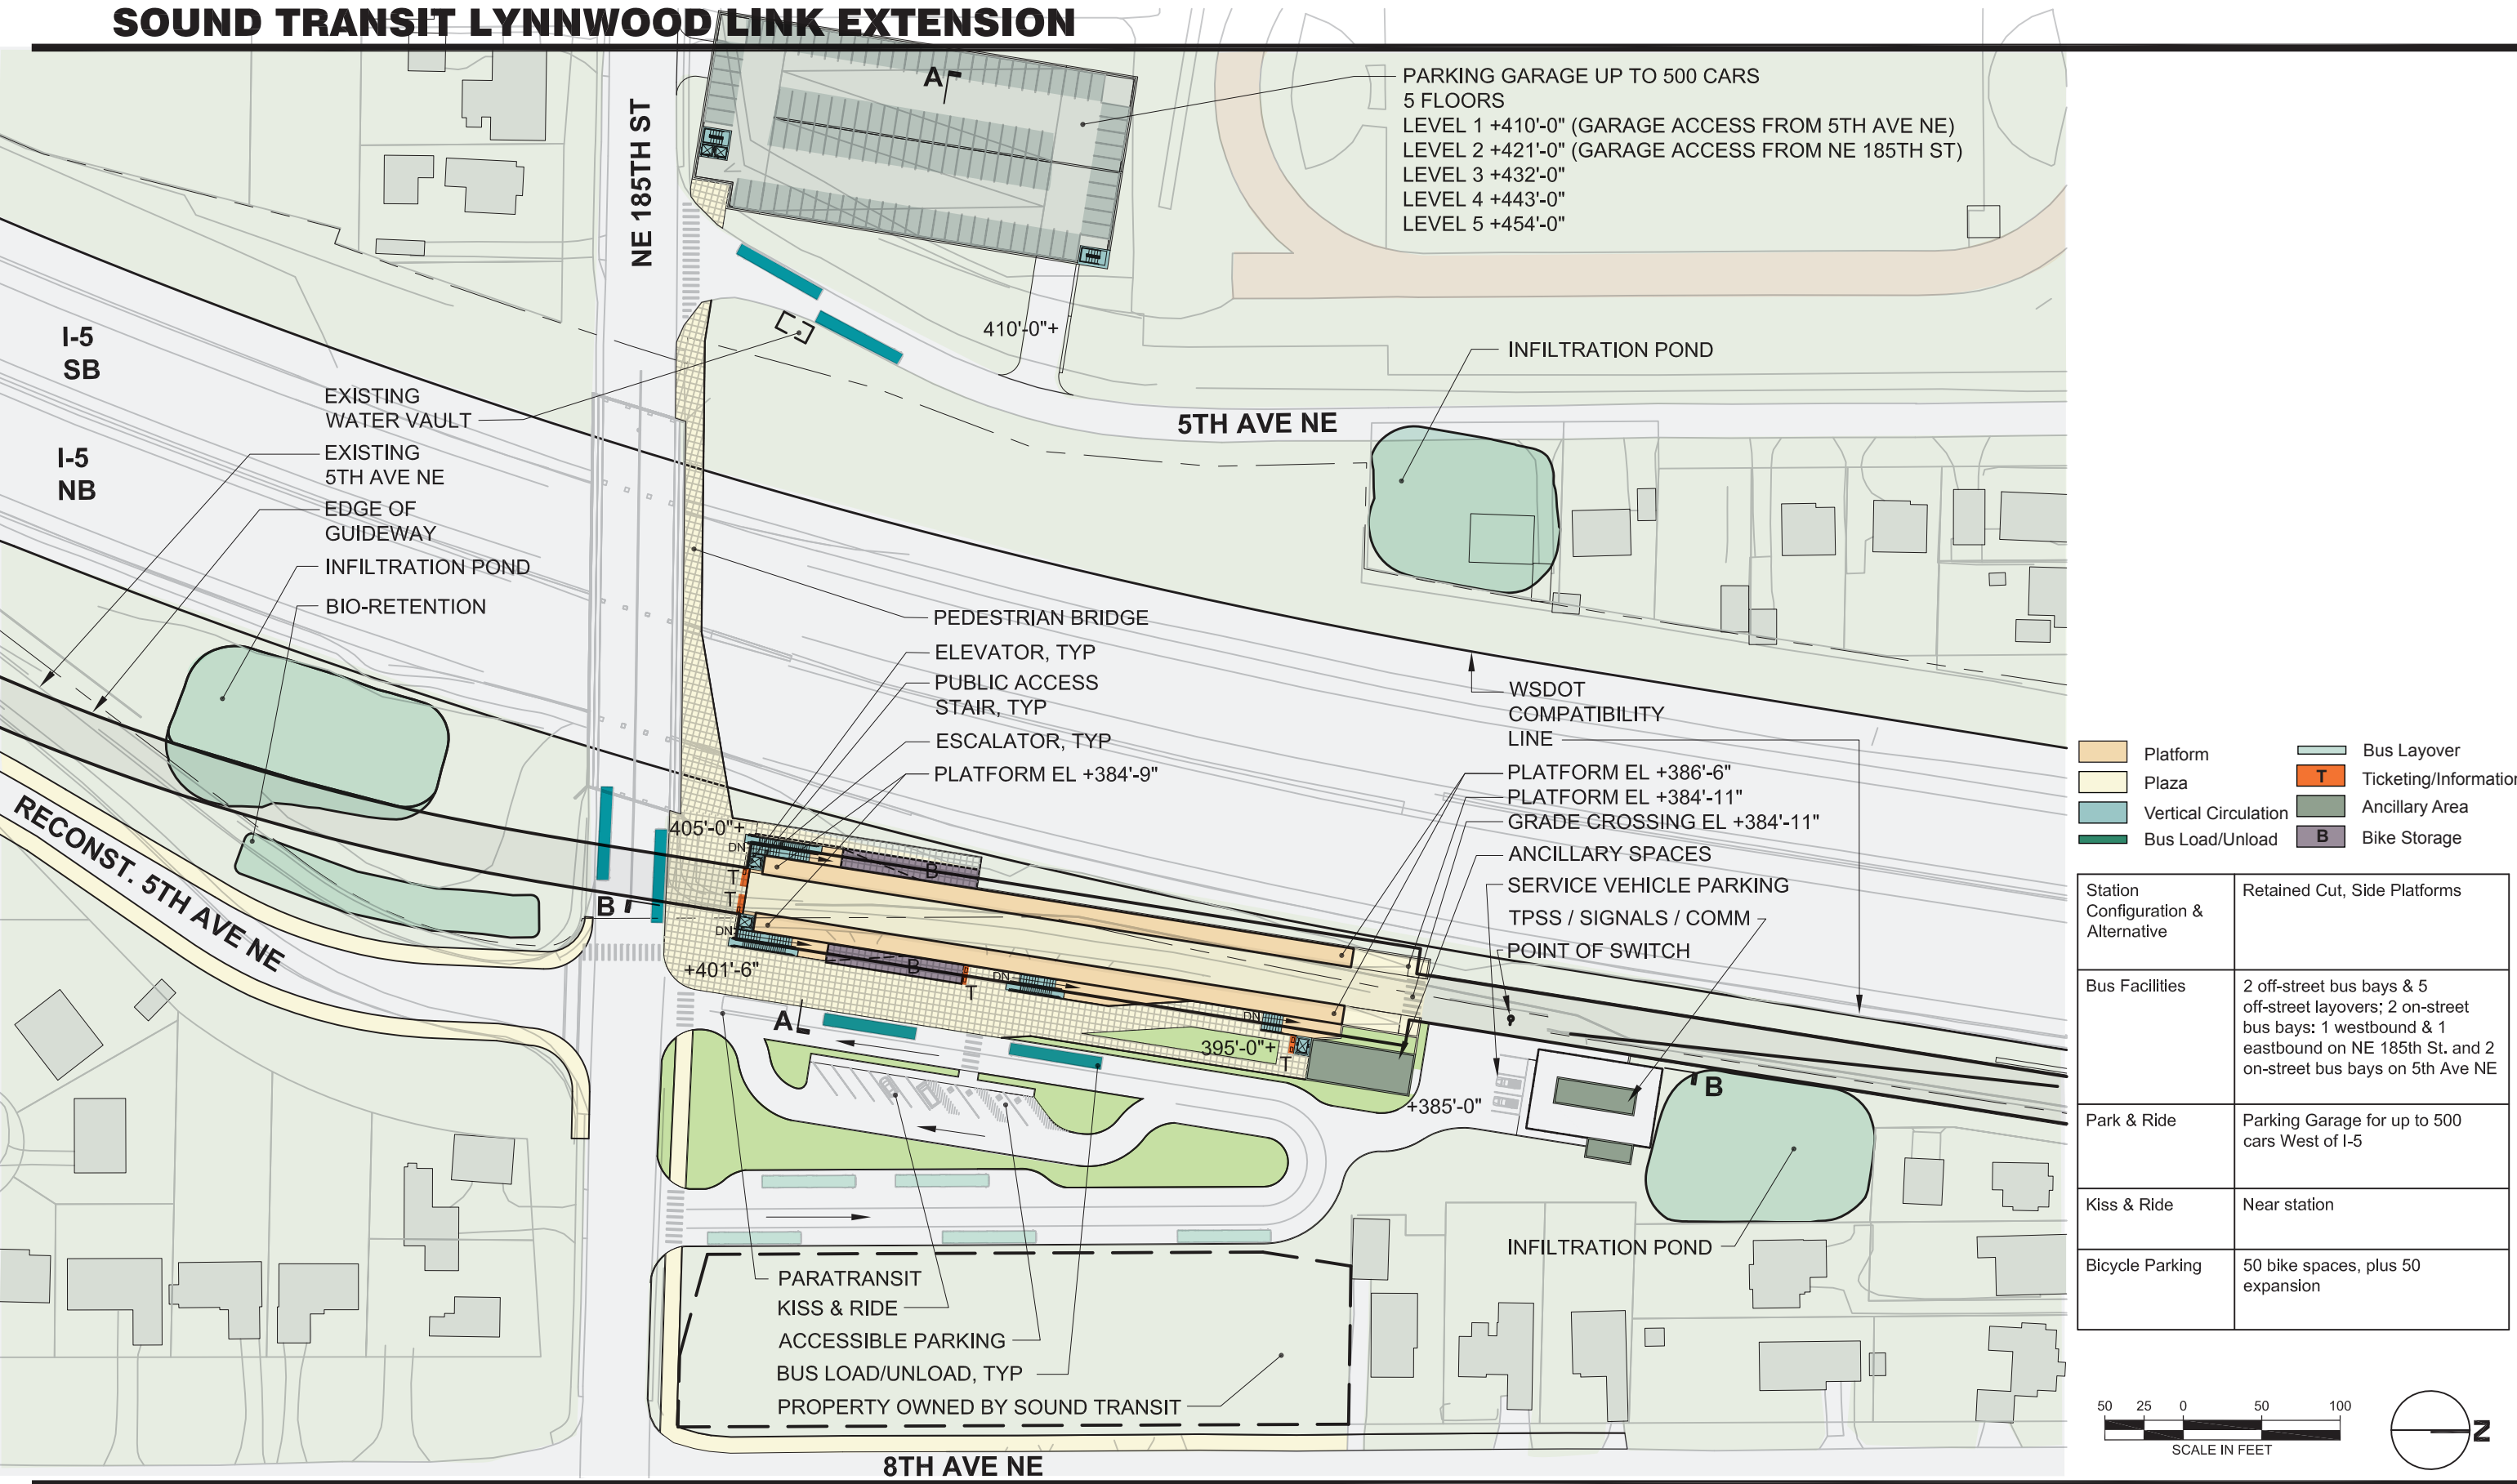 SOUND TRANSIT LYNNWOOD LINK EXTENSION
NE 185TH ST
A
PARKING GARAGE UP TO 500 CARS
5 FLOORS
LEVEL 1 +410'-0" (GARAGE ACCESS FROM 5TH AVE NE)
LEVEL 2 +421'-0" (GARAGE ACCESS FROM NE 185TH ST)
LEVEL 3 +432'-0"
LEVEL 4 +443'-0"
LEVEL 5 +454'-0"
410'-0"+
I-5
SB
I-5
NB
EXISTING
WATER VAULT
EXISTING
5TH AVE NE
EDGE OF
GUIDEWAY
INFILTRATION POND
BIO-RETENTION
INFILTRATION POND
5TH AVE NE
PEDESTRIAN BRIDGE
ELEVATOR, TYP
PUBLIC ACCESS
STAIR, TYP
ESCALATOR, TYP
PLATFORM EL +384'-9"
WSDOT
COMPATIBILITY
LINE
PLATFORM EL +386'-6"
PLATFORM EL +384'-11"
GRADE CROSSING EL +384'-11"
ANCILLARY SPACES
SERVICE VEHICLE PARKING
TPSS / SIGNALS / COMM
POINT OF SWITCH
RECONST. 5TH AVE NE
405'-0"+
DN
B
T
T
B
DN
+401'-6"
B
T
DN
A
DN
395'-0"+
T
+385'-0"
B
INFILTRATION POND
PARATRANSIT
KISS & RIDE
ACCESSIBLE PARKING
BUS LOAD/UNLOAD, TYP
PROPERTY OWNED BY SOUND TRANSIT
8TH AVE NE
Platform
Plaza
Vertical Circulation
Bus Load/Unload
Bus Layover
T Ticketing/Information
Ancillary Area
B Bike Storage
Station
Configuration &
Alternative
Retained Cut, Side Platforms
Bus Facilities
2 off-street bus bays & 5
off-street layovers; 2 on-street
bus bays: 1 westbound & 1
eastbound on NE 185th St. and 2
on-street bus bays on 5th Ave NE
Park & Ride
Parking Garage for up to 500
cars West of I-5
Kiss & Ride
Near station
Bicycle Parking
50 bike spaces, plus 50
expansion
50 25 0 50 100
SCALE IN FEET
N